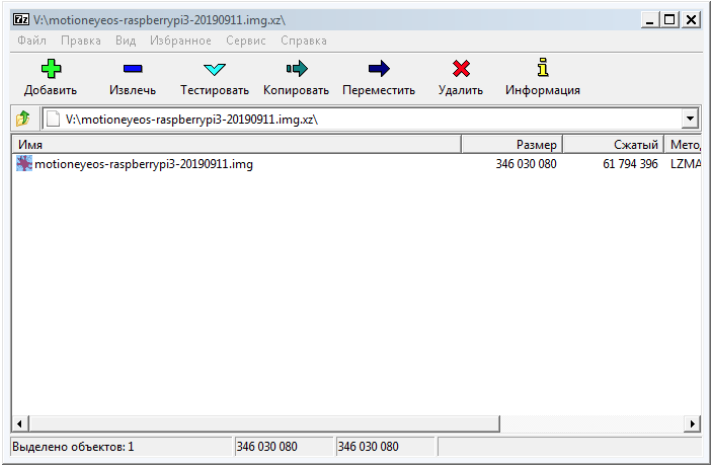 7z V:\motioneyeos-raspberrypi3-20190911.img.xz\
Файл Правка Вид Избранное Сервис Справка
Добавить Извлечь Тестировать Копировать Переместить Удалить Информация
V:\motioneyeos-raspberrypi3-20190911.img.xz\
Имя Размер Сжатый Мето
motioneyeos-raspberrypi3-20190911.img 346 030 080 61 794 396 LZMA
Выделено объектов: 1 346 030 080 346 030 080